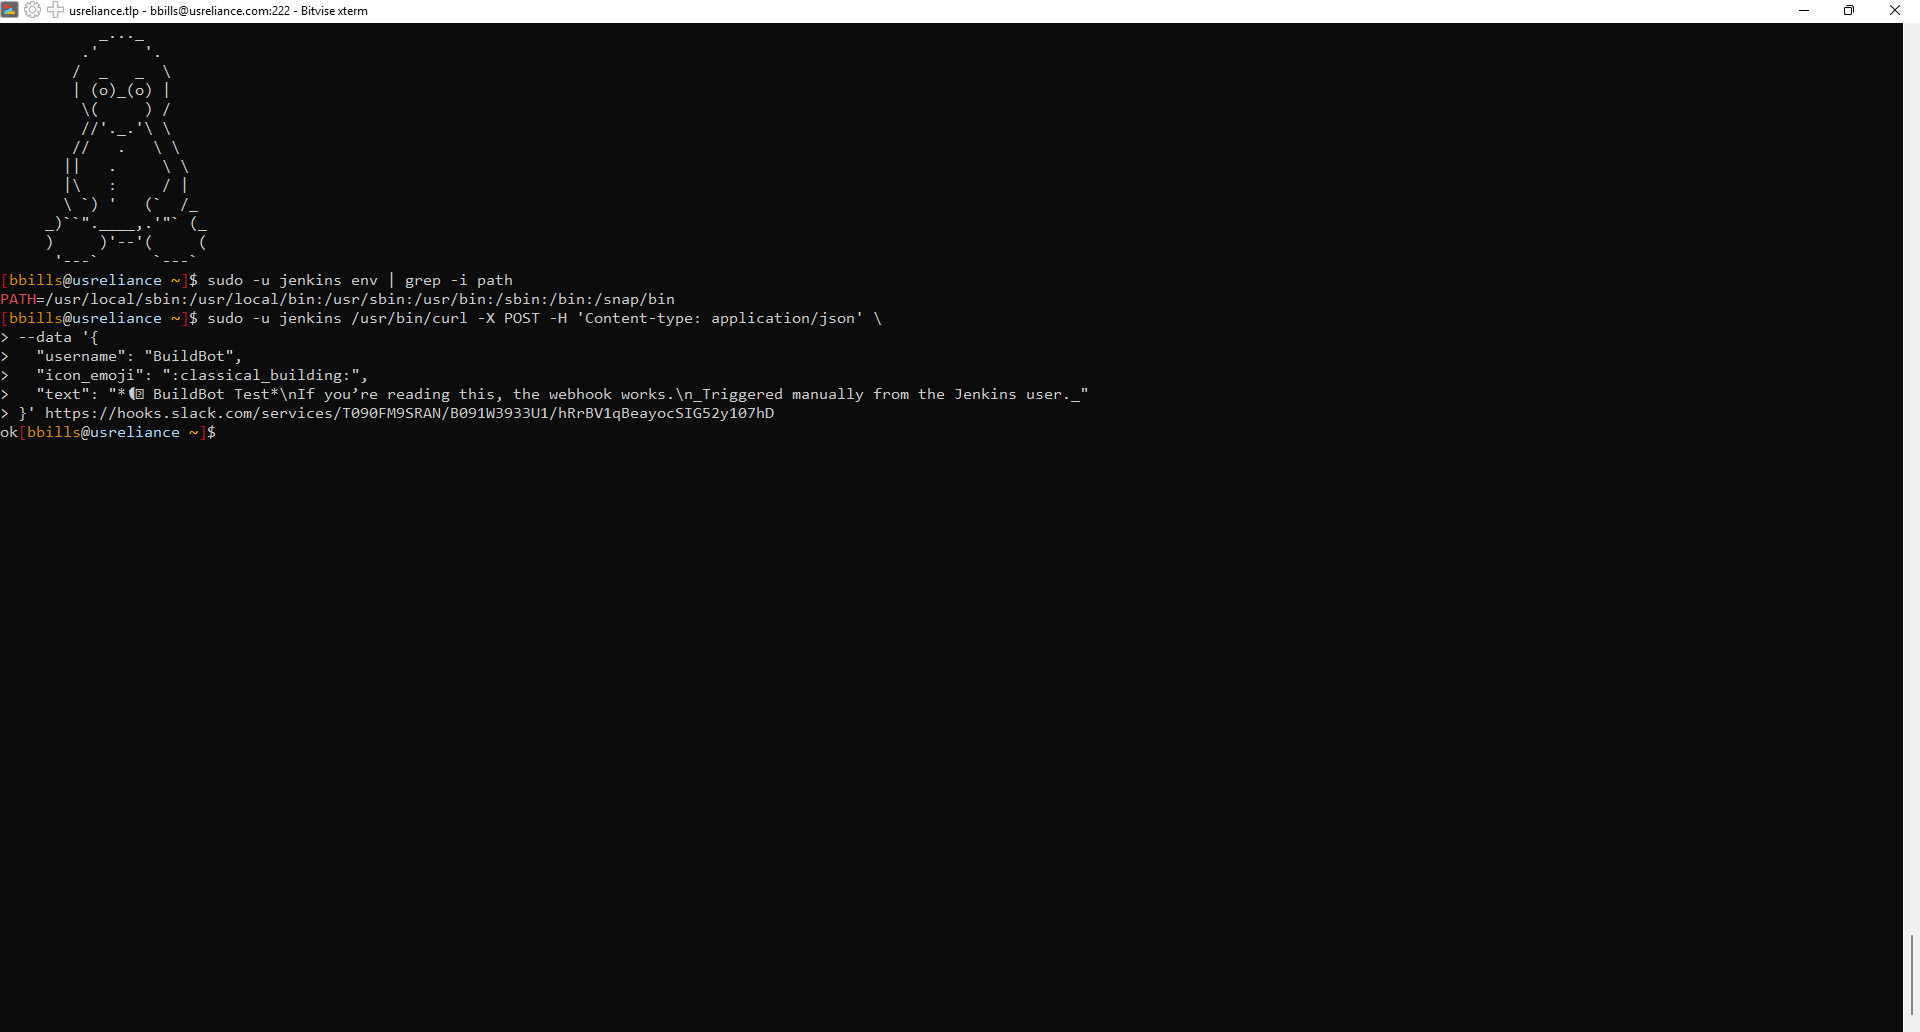 usreliance.tlp - bbills@usreliance.com:222 - Bitvise xterm
[bbills@usreliance ~]$ sudo -u jenkins env | grep -i path
PATH=/usr/local/sbin:/usr/local/bin:/usr/sbin:/usr/bin:/sbin:/bin:/snap/bin
[bbills@usreliance ~]$ sudo -u jenkins /usr/bin/curl -X POST -H 'Content-type: application/json' \
> --data '{
>   "username": "BuildBot",
>   "icon_emoji": ":classical_building:",
>   "text": "* BuildBot Test*\nIf you’re reading this, the webhook works.\n_Triggered manually from the Jenkins user._"
> }' https://hooks.slack.com/services/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
ok[bbills@usreliance ~]$